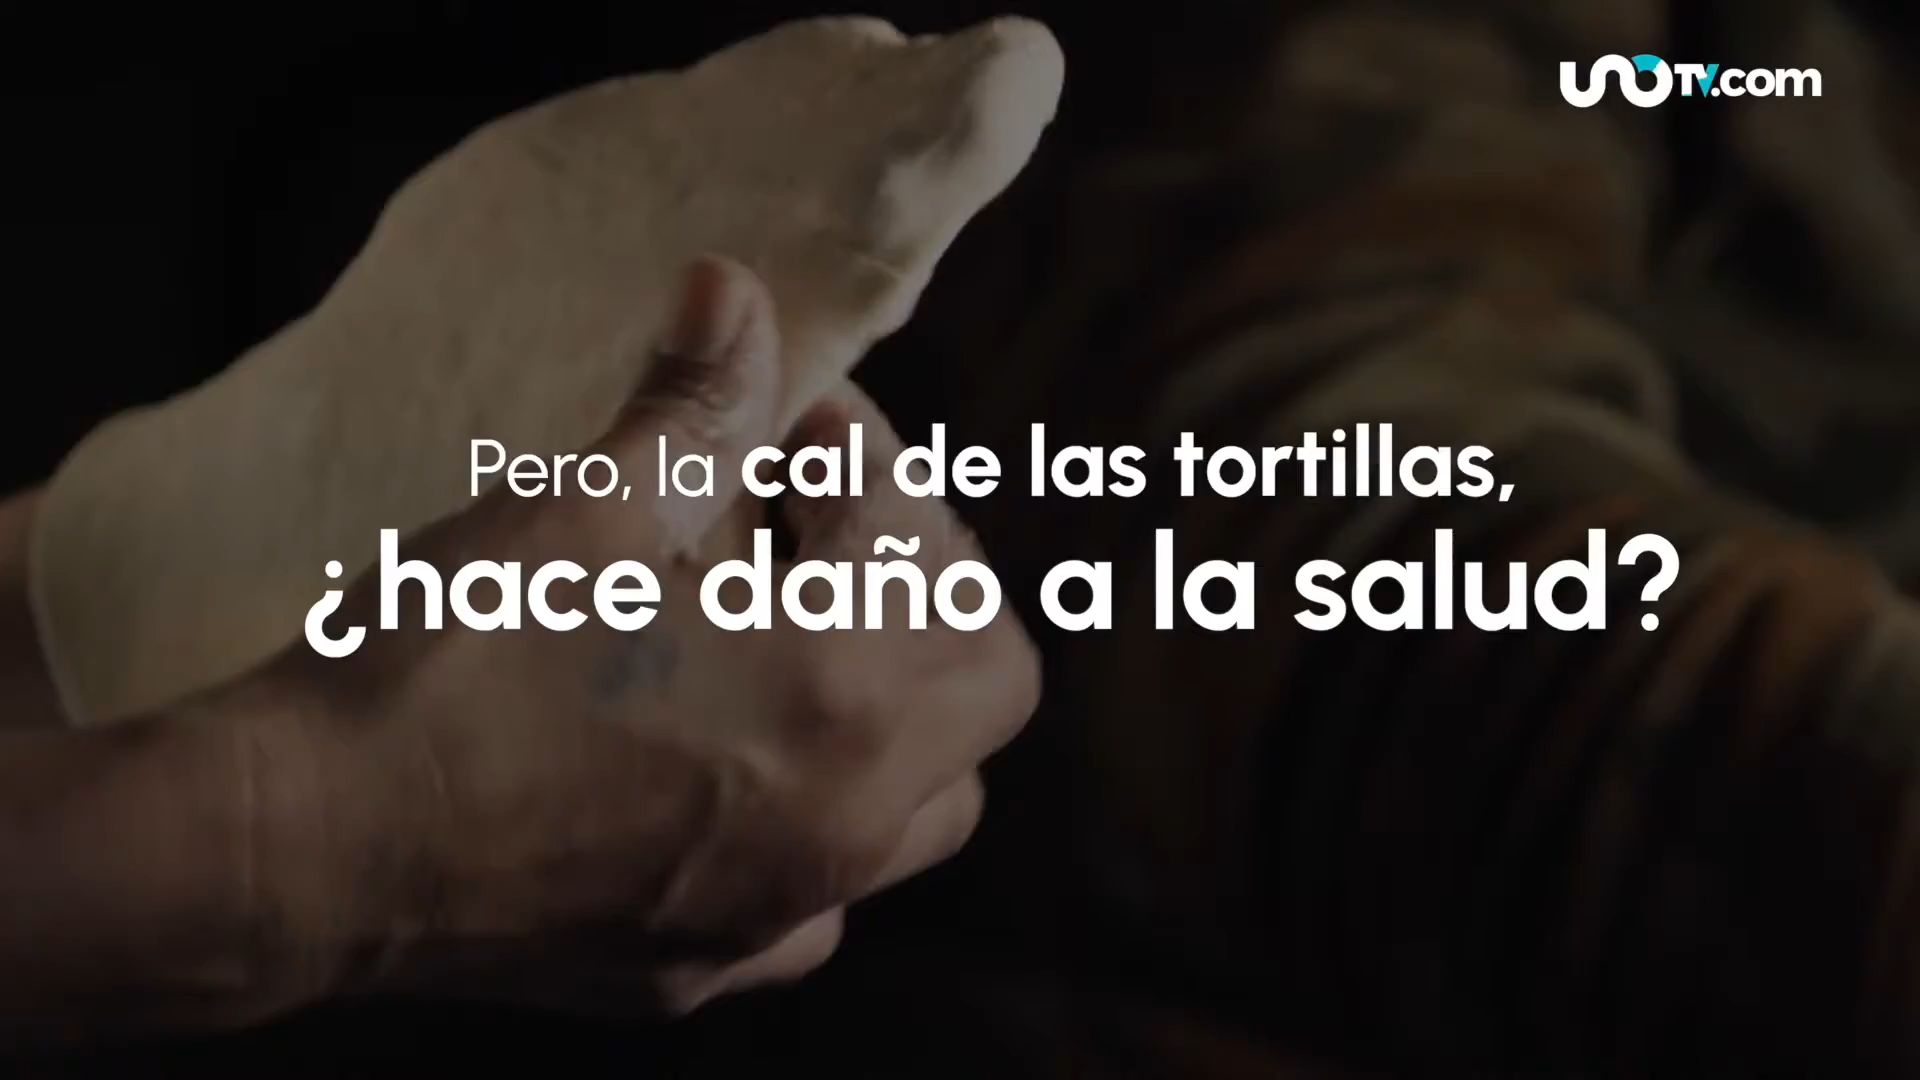 UNOTV.com
Pero, la cal de las tortillas,
¿hace daño a la salud?